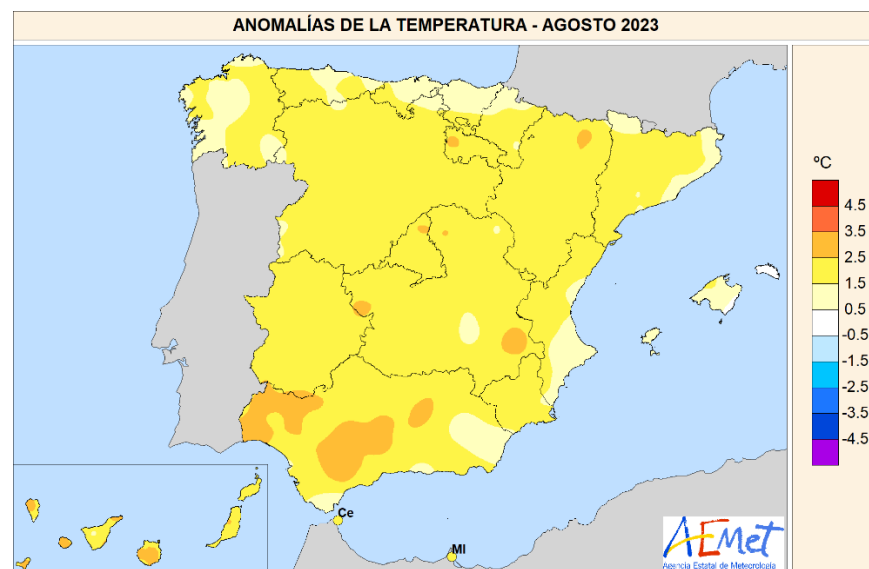 ANOMALÍAS DE LA TEMPERATURA - AGOSTO 2023
ºC
4.5
3.5
2.5
1.5
0.5
-0.5
-1.5
-2.5
-3.5
-4.5
Ce
Ml
AEMet
Agencia Estatal de Meteorología